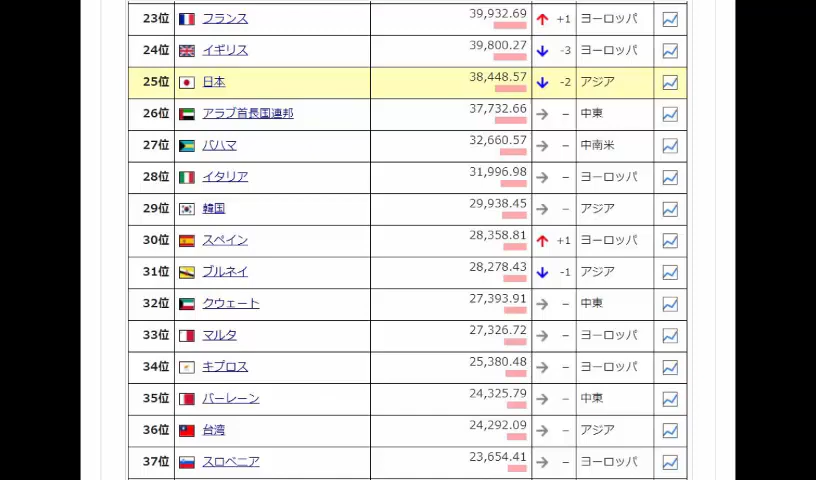 23位 フランス 39,932.69 +1 ヨーロッパ
24位 イギリス 39,800.27 -3 ヨーロッパ
25位 日本 38,448.57 -2 アジア
26位 アラブ首長国連邦 37,732.66 － 中東
27位 バハマ 32,660.57 － 中南米
28位 イタリア 31,996.98 － ヨーロッパ
29位 韓国 29,938.45 － アジア
30位 スペイン 28,358.81 +1 ヨーロッパ
31位 ブルネイ 28,278.43 -1 アジア
32位 クウェート 27,393.91 － 中東
33位 マルタ 27,326.72 － ヨーロッパ
34位 キプロス 25,380.48 － ヨーロッパ
35位 バーレーン 24,325.79 － 中東
36位 台湾 24,292.09 － アジア
37位 スロベニア 23,654.41 － ヨーロッパ